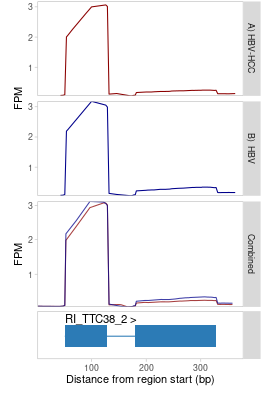 3
2
1
A) HBV-HCC
FPM
3
2
1
B) HBV
3
2
1
FPM
Combined
RI_TTC38_2 >
100
200
300
Distance from region start (bp)